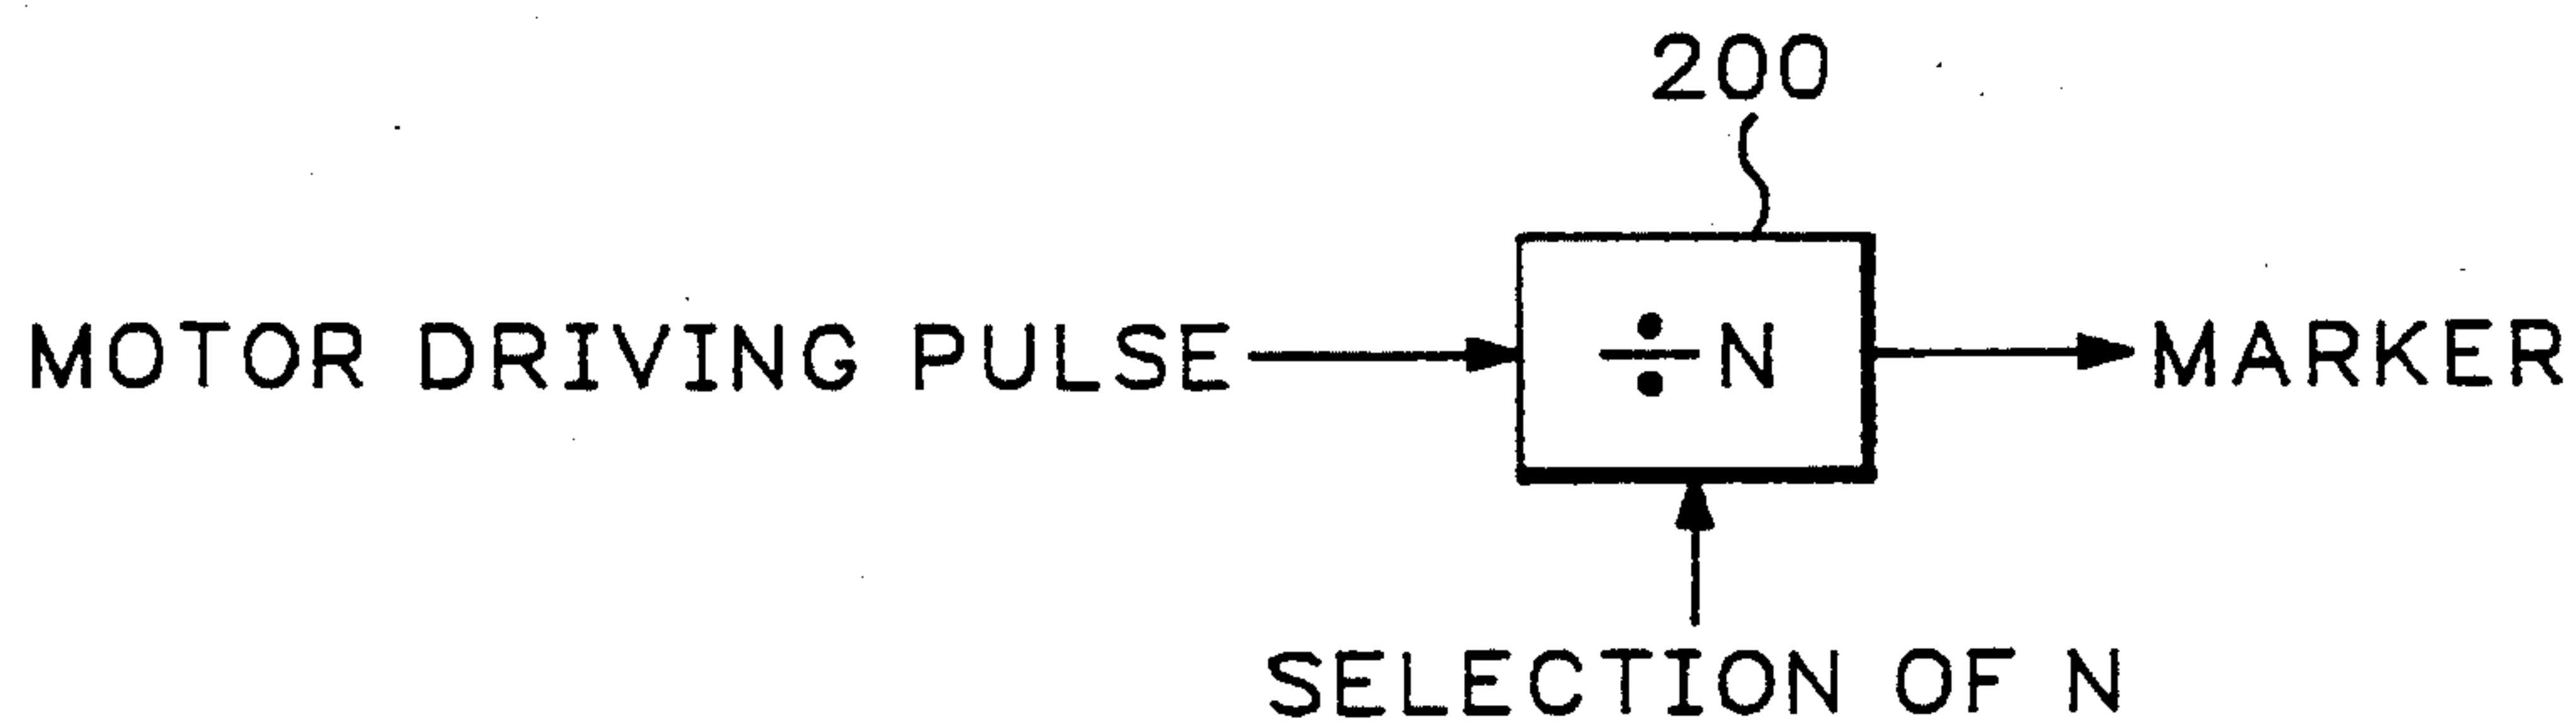 200
MOTOR DRIVING PULSE
÷N
MARKER
SELECTION OF N